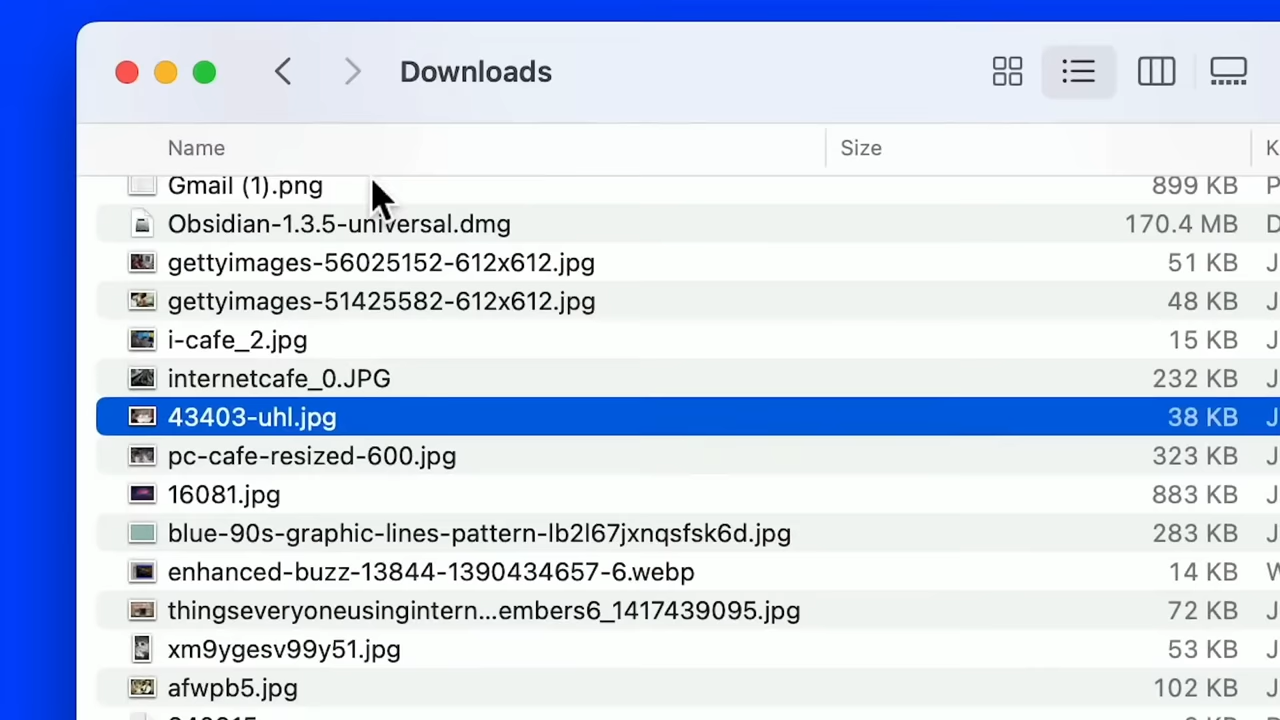 Downloads
Name Size K
Gmail (1).png 899 KB P
Obsidian-1.3.5-universal.dmg 170.4 MB D
gettyimages-56025152-612x612.jpg 51 KB J
gettyimages-51425582-612x612.jpg 48 KB J
i-cafe_2.jpg 15 KB J
internetcafe_0.JPG 232 KB J
43403-uhl.jpg 38 KB J
pc-cafe-resized-600.jpg 323 KB J
16081.jpg 883 KB J
blue-90s-graphic-lines-pattern-lb2l67jxnqsfsk6d.jpg 283 KB J
enhanced-buzz-13844-1390434657-6.webp 14 KB W
thingseveryoneusingintern...embers6_1417439095.jpg 72 KB J
xm9ygesv99y51.jpg 53 KB J
afwpb5.jpg 102 KB J